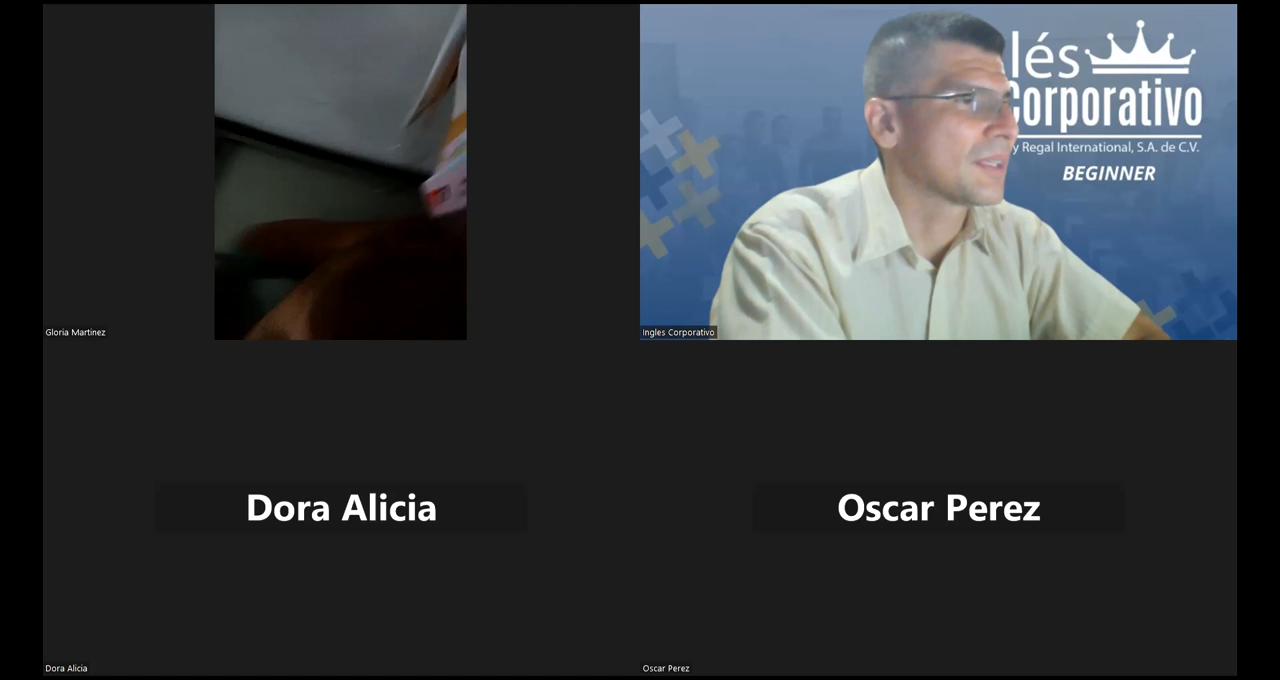 lés
Corporativo
y Regal International, S.A. de C.V.
BEGINNER
Gloria Martinez
Ingles Corporativo
Dora Alicia
Oscar Perez
Dora Alicia
Oscar Perez